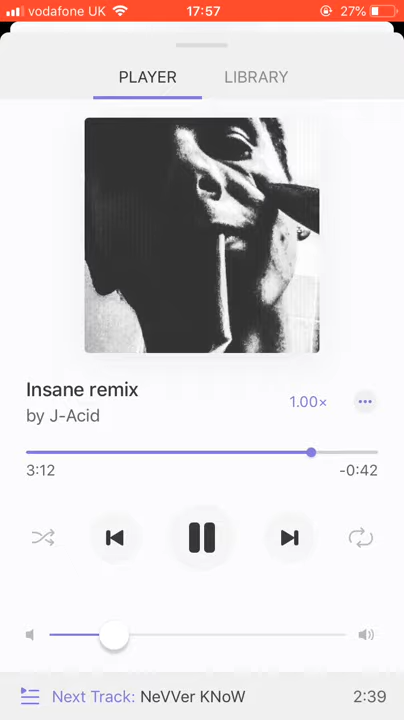 vodafone UK 17:57 27%
PLAYER LIBRARY
Insane remix
by J-Acid
1.00×
3:12 -0:42
Next Track: NeVVer KNoW 2:39